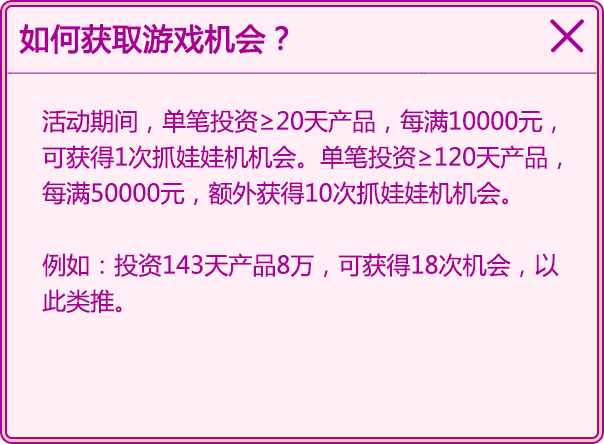 如何获取游戏机会？
活动期间，单笔投资≥20天产品，每满10000元，
可获得1次抓娃娃机机会。单笔投资≥120天产品，
每满50000元，额外获得10次抓娃娃机机会。
例如：投资143天产品8万，可获得18次机会，以
此类推。